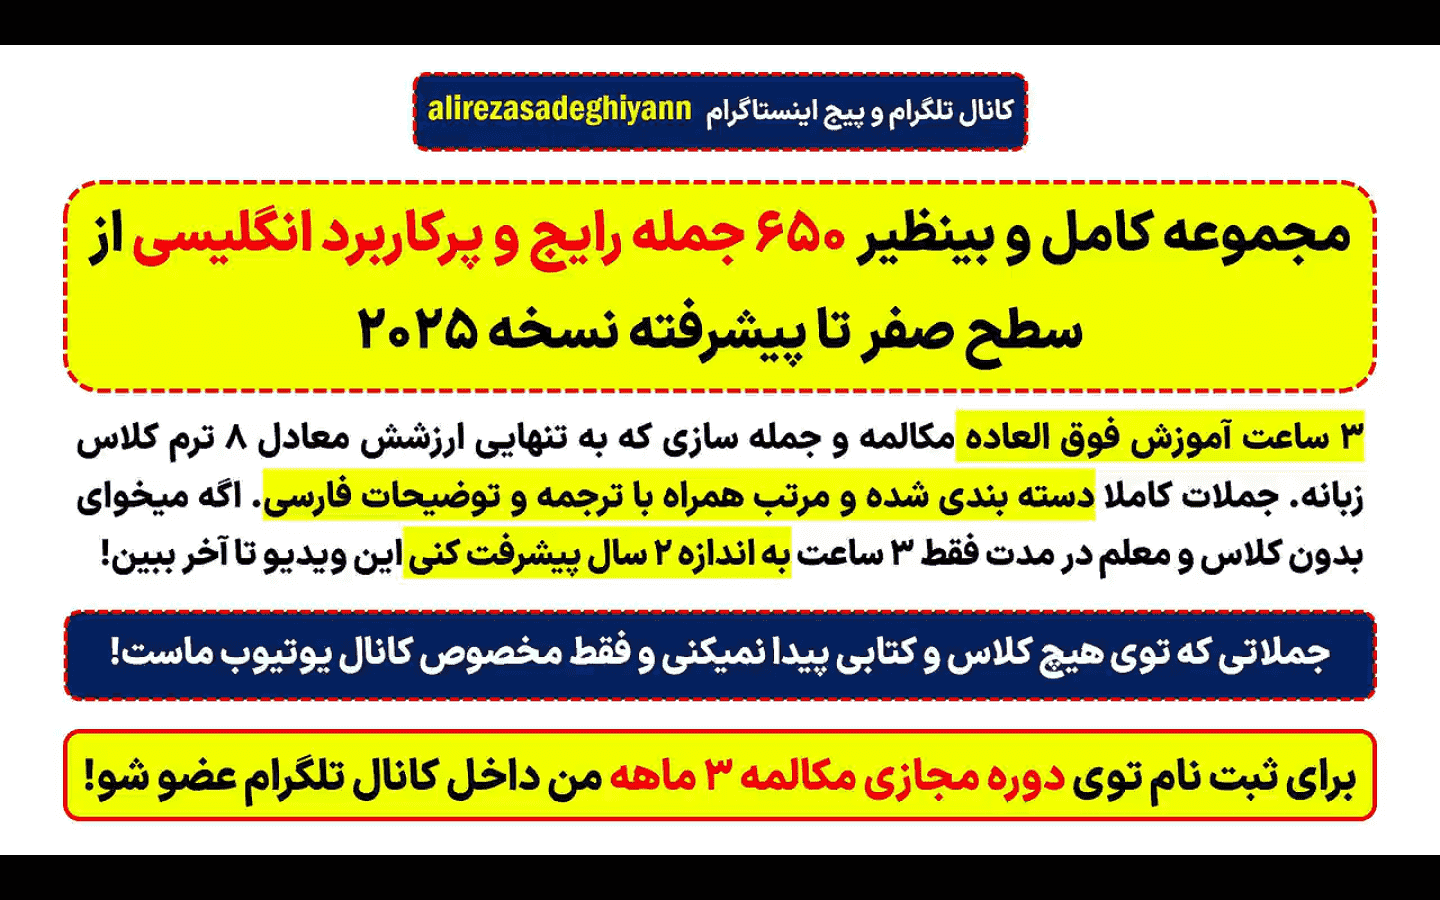 کانال تلگرام و پیج اینستاگرام alirezasadeghiyann
مجموعه کامل و بینظیر ۶۵۰ جمله رایج و پرکاربرد انگلیسی از
سطح صفر تا پیشرفته نسخه ۲۰۲۵
۳ ساعت آموزش فوق العاده مکالمه و جمله سازی که به تنهایی ارزشش معادل ۸ ترم کلاس
زبانه. جملات کاملا دسته بندی شده و مرتب همراه با ترجمه و توضیحات فارسی. اگه میخوای
بدون کلاس و معلم در مدت فقط ۳ ساعت به اندازه ۲ سال پیشرفت کنی این ویدیو تا آخر ببین!
جملاتی که توی هیچ کلاس و کتابی پیدا نمیکنی و فقط مخصوص کانال یوتیوب ماست!
برای ثبت نام توی دوره مجازی مکالمه ۳ ماهه من داخل کانال تلگرام عضو شو!